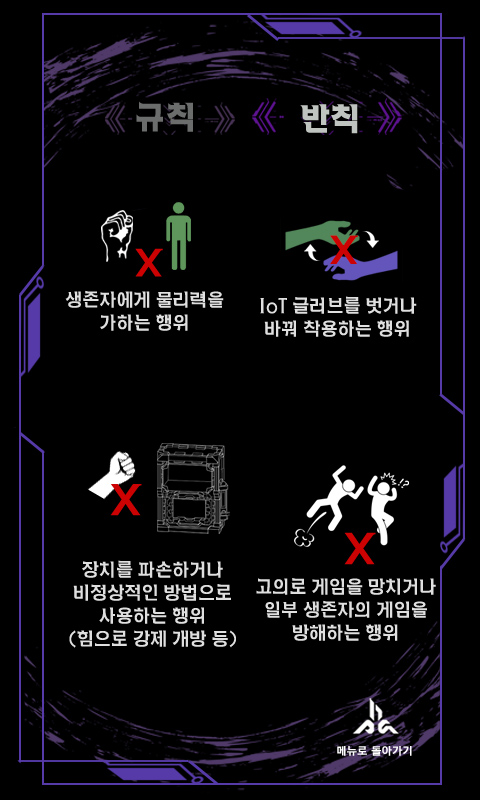 규칙
반칙
생존자에게 물리력을
가하는 행위
IoT 글러브를 벗거나
바꿔 착용하는 행위
장치를 파손하거나
비정상적인 방법으로
사용하는 행위
(힘으로 강제 개방 등)
!?
고의로 게임을 망치거나
일부 생존자의 게임을
방해하는 행위
메뉴로 돌아가기